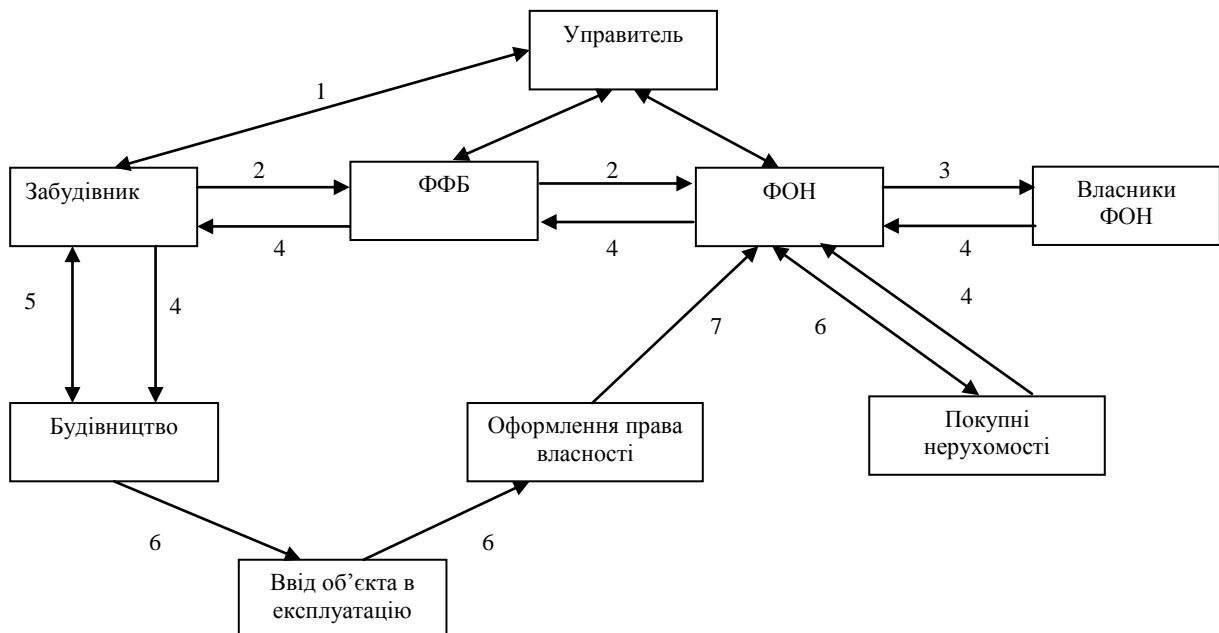 Управитель
1
Забудівник
2
ФФБ
2
ФОН
3
Власники
ФОН
4
4
4
5
4
7
6
4
Будівництво
Оформлення права
власності
Покупні
нерухомості
6
6
Ввід об’єкта в
експлуатацію